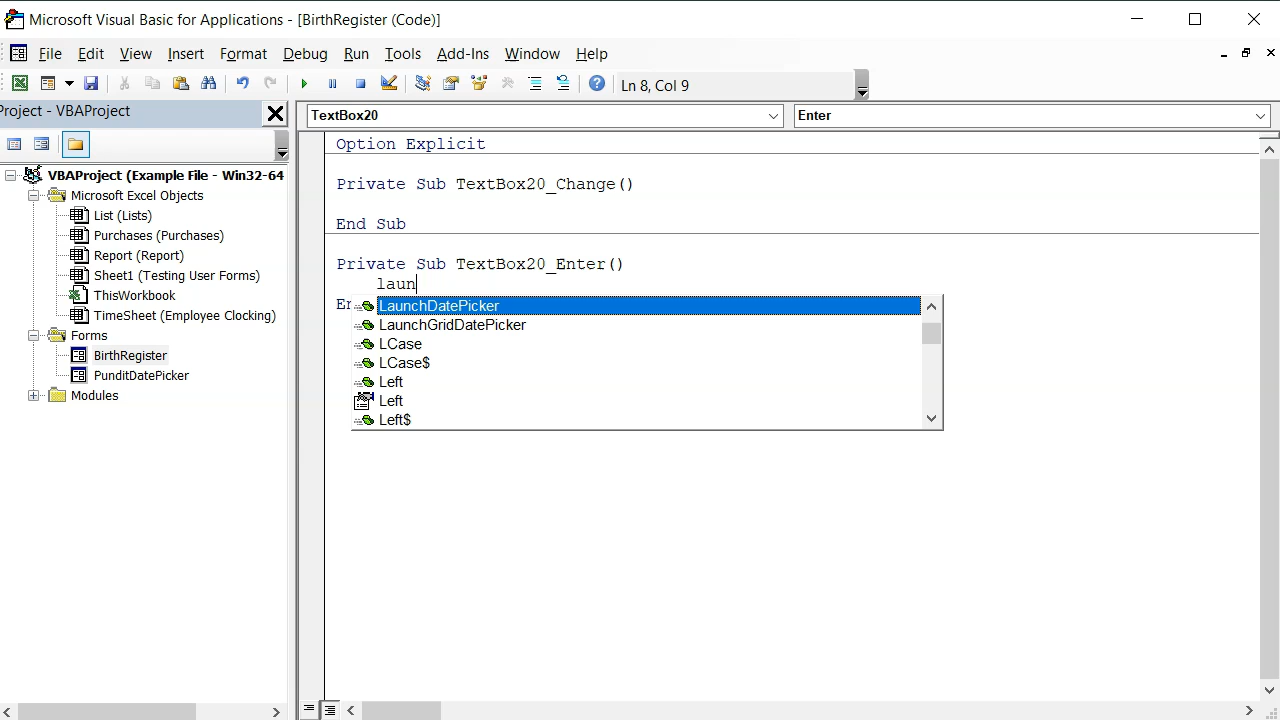 Microsoft Visual Basic for Applications - [BirthRegister (Code)]
File Edit View Insert Format Debug Run Tools Add-Ins Window Help
Ln 8, Col 9
roject - VBAProject
TextBox20 Enter
VBAProject (Example File - Win32-64
Microsoft Excel Objects
List (Lists)
Purchases (Purchases)
Report (Report)
Sheet1 (Testing User Forms)
ThisWorkbook
TimeSheet (Employee Clocking)
Forms
BirthRegister
PunditDatePicker
Modules
Option Explicit
Private Sub TextBox20_Change()
End Sub
Private Sub TextBox20_Enter()
laun
En
LaunchDatePicker
LaunchGridDatePicker
LCase
LCase$
Left
Left
Left$